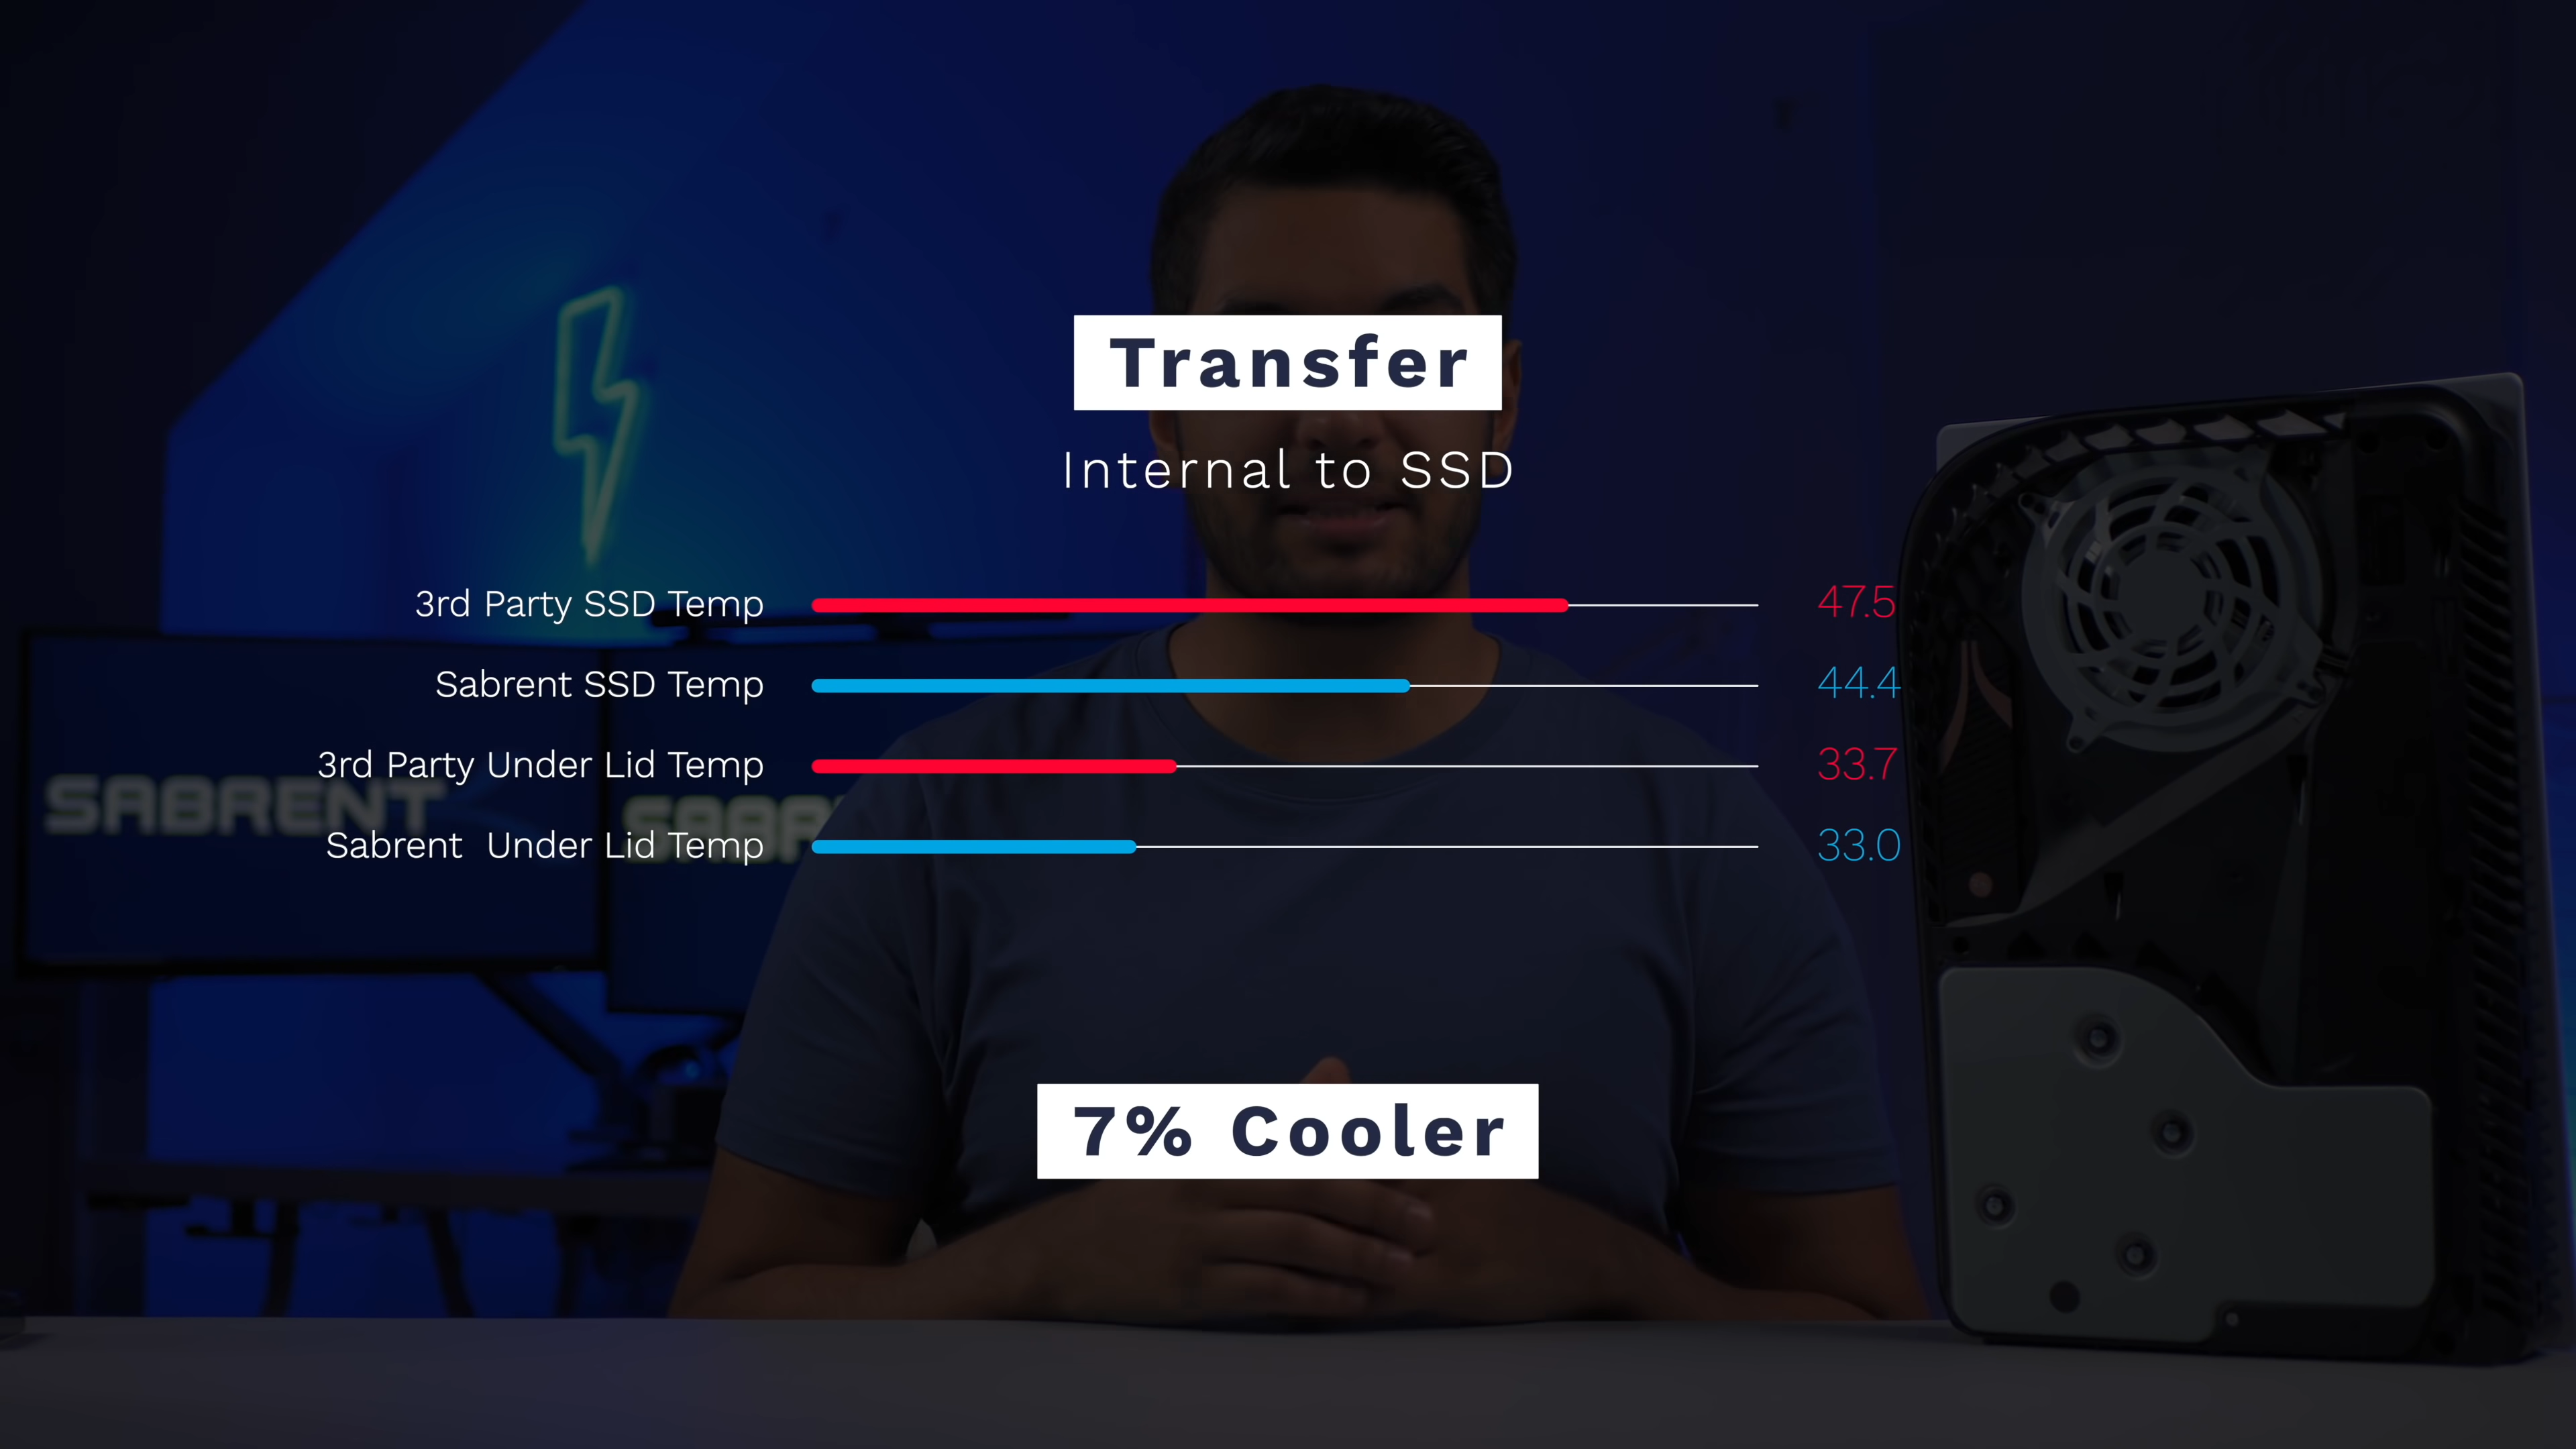 Transfer
Internal to SSD
3rd Party SSD Temp 47.5
Sabrent SSD Temp 44.4
3rd Party Under Lid Temp 33.7
Sabrent Under Lid Temp 33.0
SABRENT
SABR
7% Cooler